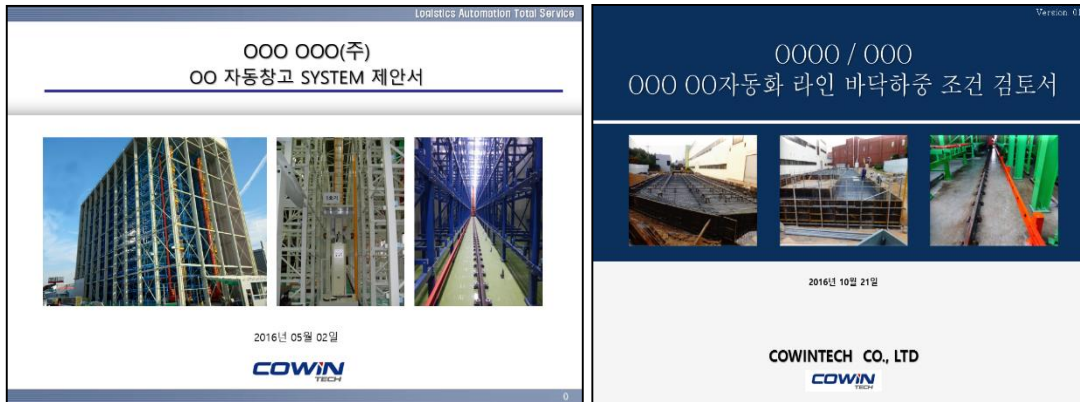 Logistics Automation Total Service
OOO OOO(주)
OO 자동창고 SYSTEM 제안서
2016년 05월 02일
COWIN
TECH
0
Version 01
OOOO / OOO
OOO OO자동화 라인 바닥하중 조건 검토서
2016년 10월 21일
COWINTECH CO., LTD
COWIN
TECH